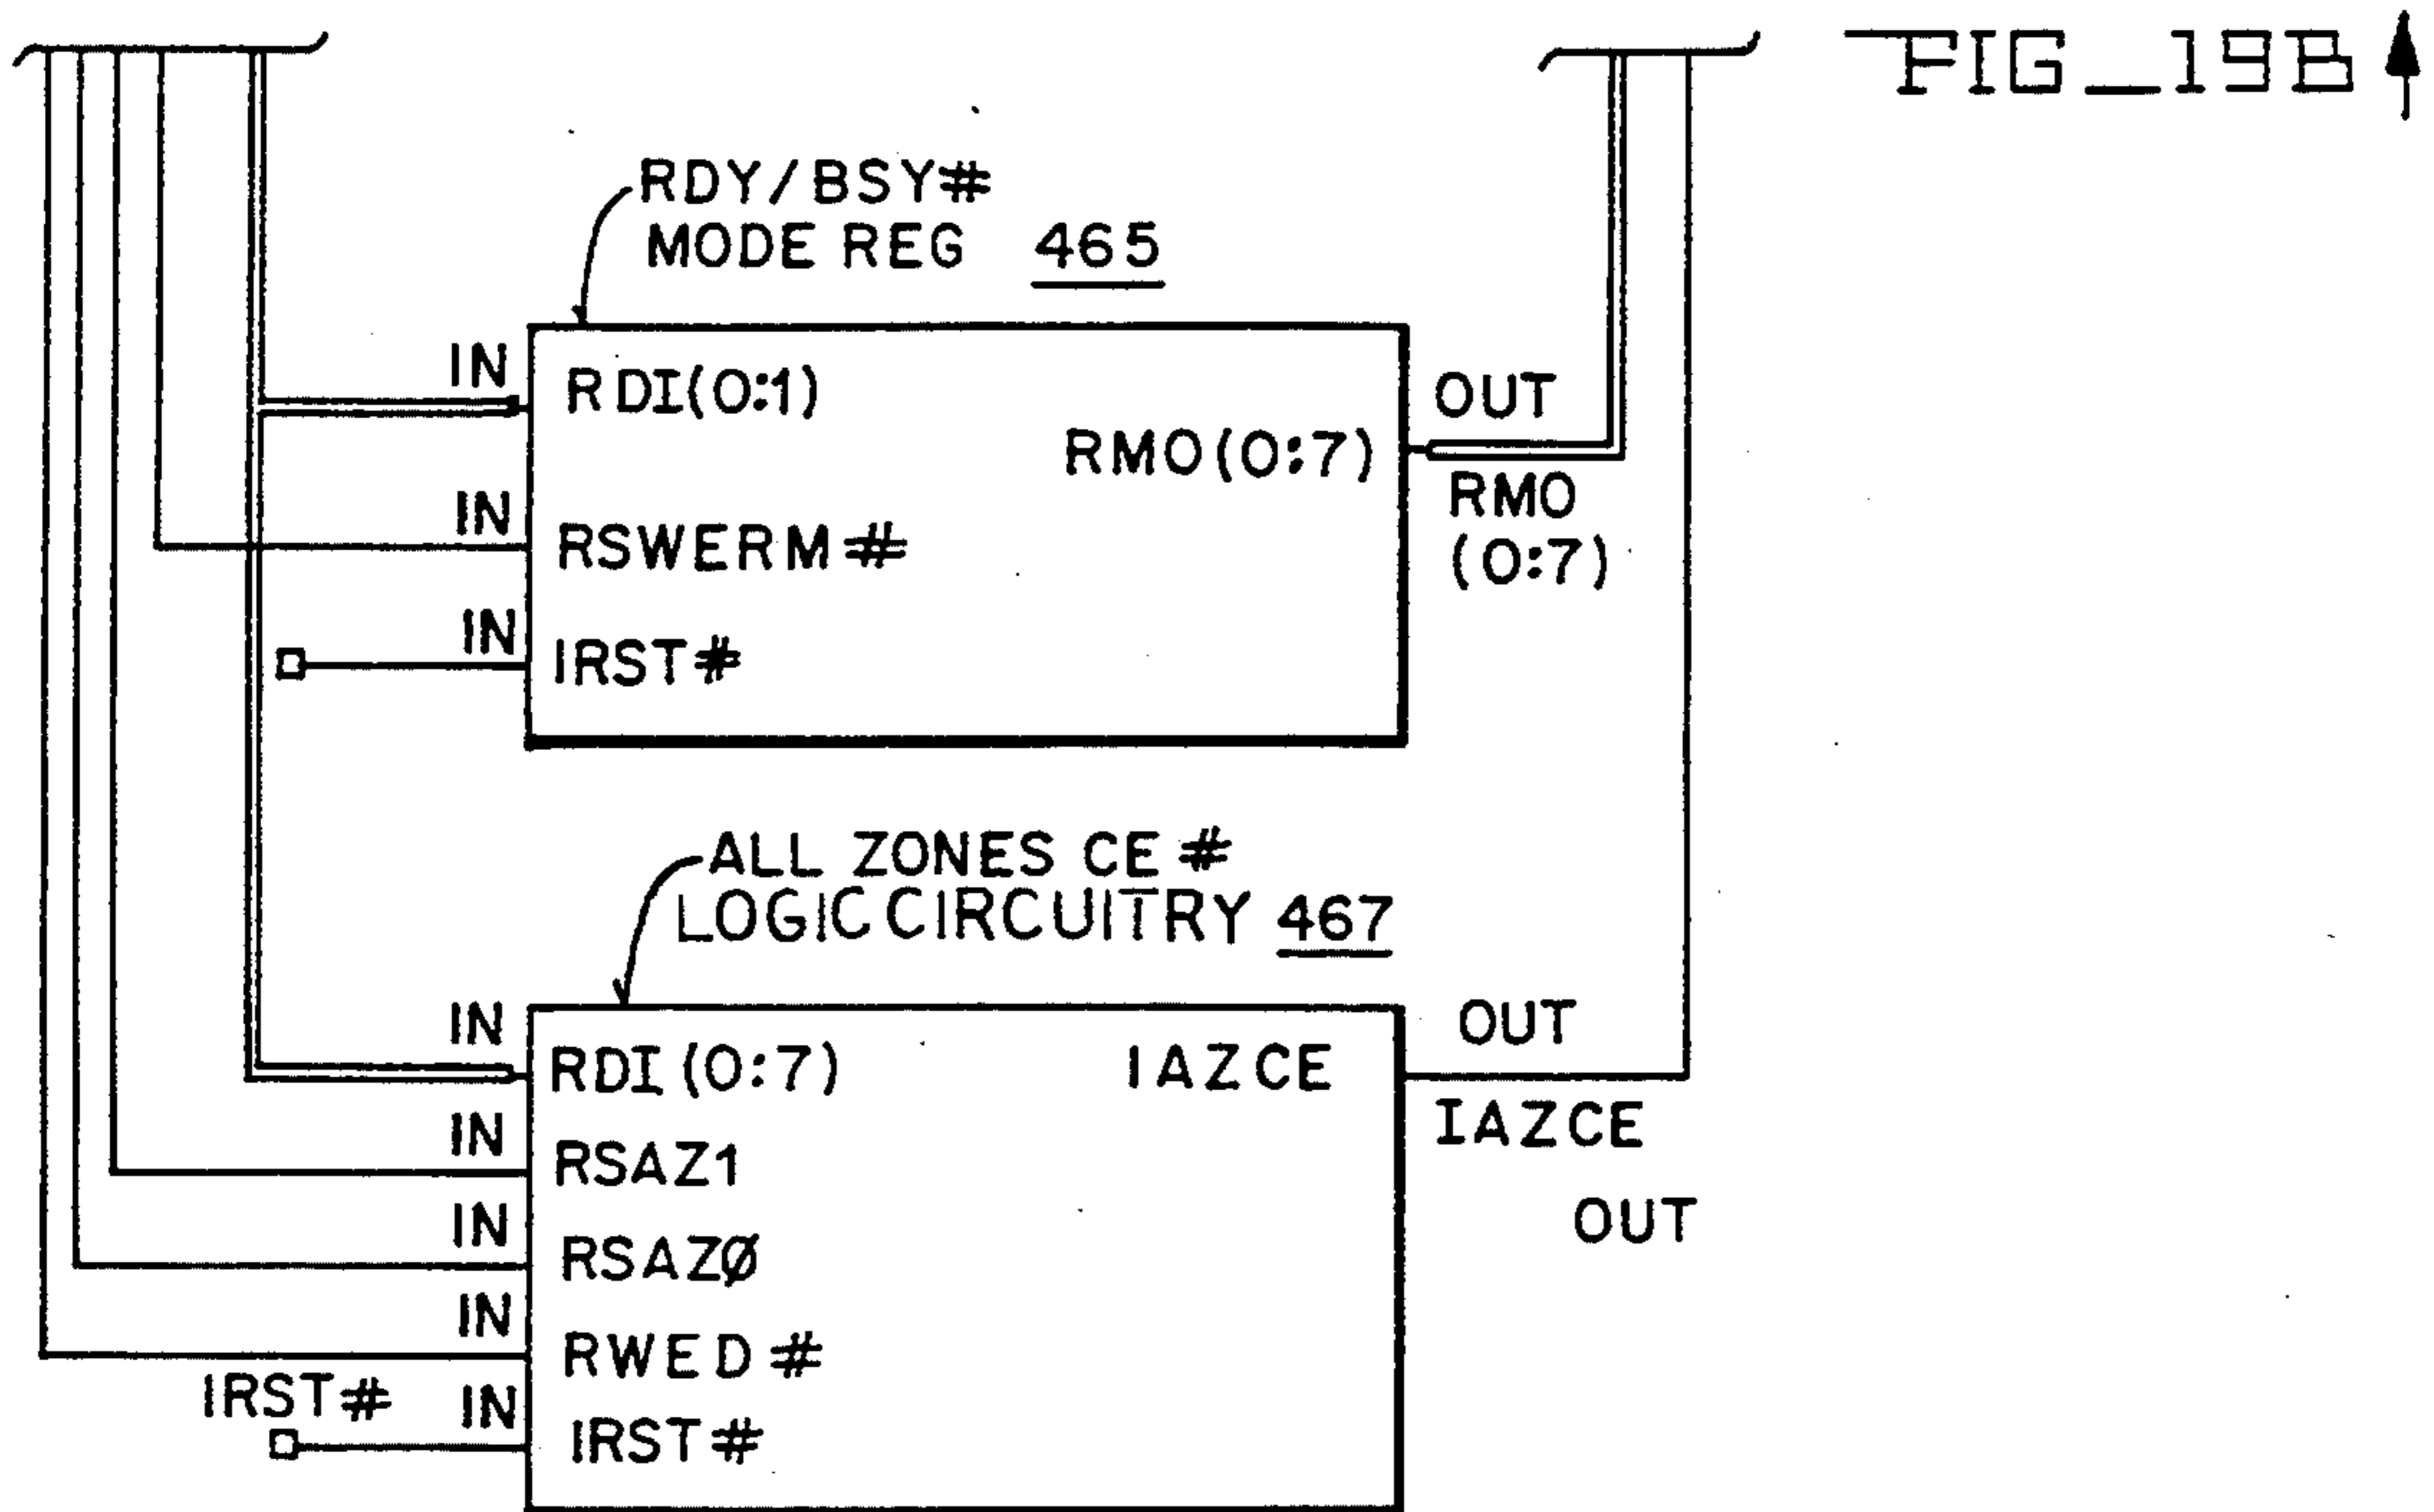 FIG_19B
RDY/BSY#
MODE REG 465
IN
RDI(0:1)
OUT
RMO(0:7)
RMO
(0:7)
IN
RSWERM#
IN
IRST#
ALL ZONES CE #
LOGIC CIRCUITRY 467
IN
RDI(0:7)
IAZCE
OUT
IAZCE
OUT
IN
RSAZ1
IN
RSAZØ
IN
RWED#
IRST#
IN
IRST#